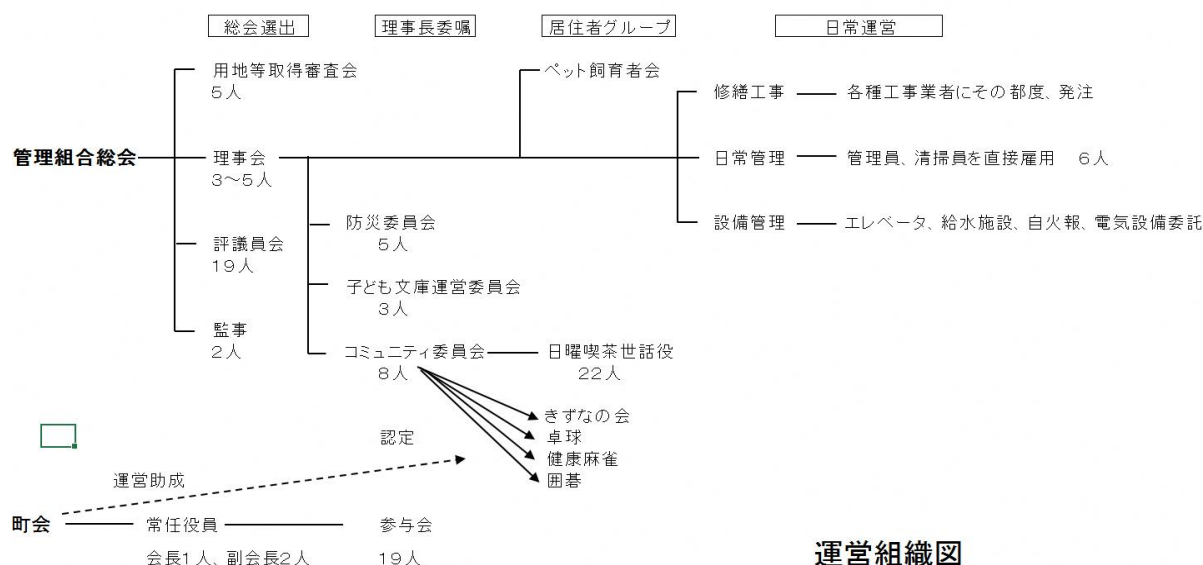 総会選出
理事長委嘱
居住者グループ
日常運営
用地等取得審査会
5人
ペット飼育者会
修繕工事
各種工事業者にその都度、発注
管理組合総会
理事会
3～5人
日常管理
管理員、清掃員を直接雇用 6人
防災委員会
5人
設備管理
エレベータ、給水施設、自火報、電気設備委託
評議員会
19人
子ども文庫運営委員会
3人
監事
2人
コミュニティ委員会
8人
日曜喫茶世話役
22人
きずなの会
卓球
健康麻雀
囲碁
認定
運営助成
町会
常任役員
会長1人、副会長2人
参与会
19人
運営組織図